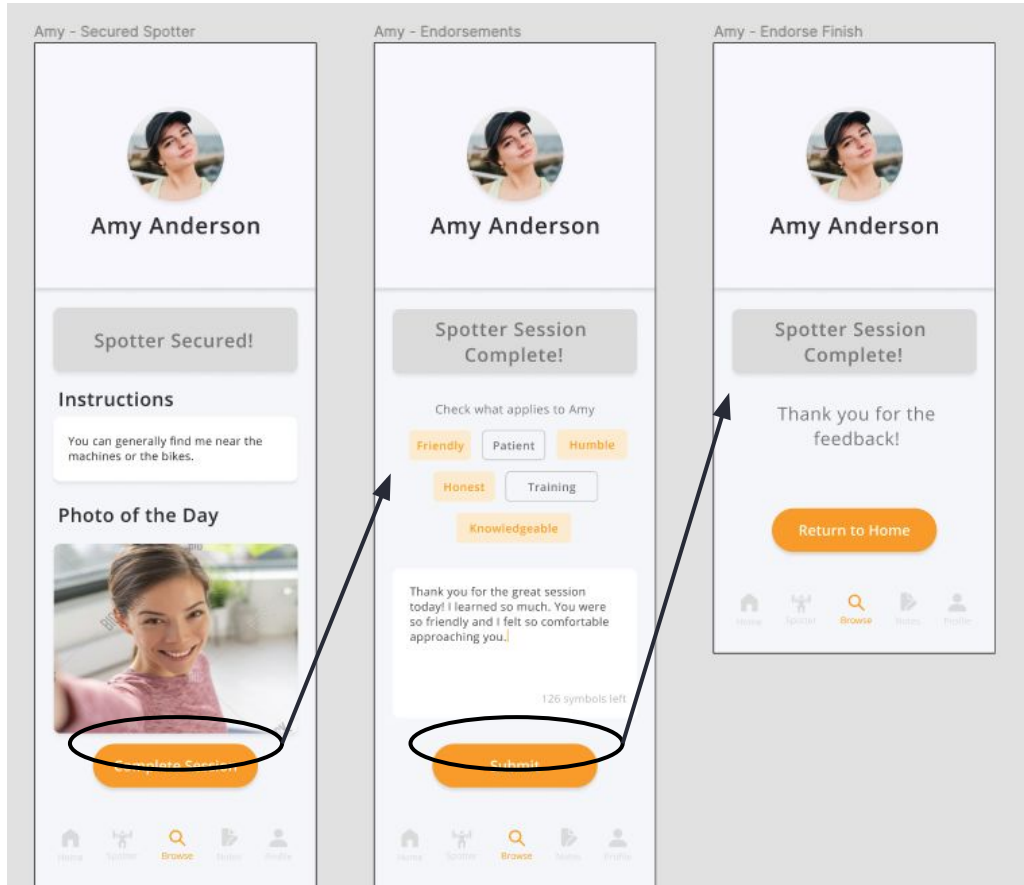 Amy - Secured Spotter
Amy Anderson
Spotter Secured!
Instructions
You can generally find me near the
machines or the bikes.
Photo of the Day
Complete Session
Home Spotter Browse Notes Profile
Amy - Endorsements
Amy Anderson
Spotter Session
Complete!
Check what applies to Amy
Friendly Patient Humble
Honest Training
Knowledgeable
Thank you for the great session
today! I learned so much. You were
so friendly and I felt so comfortable
approaching you.
126 symbols left
Submit
Home Spotter Browse Notes Profile
Amy - Endorse Finish
Amy Anderson
Spotter Session
Complete!
Thank you for the
feedback!
Return to Home
Home Spotter Browse Notes Profile